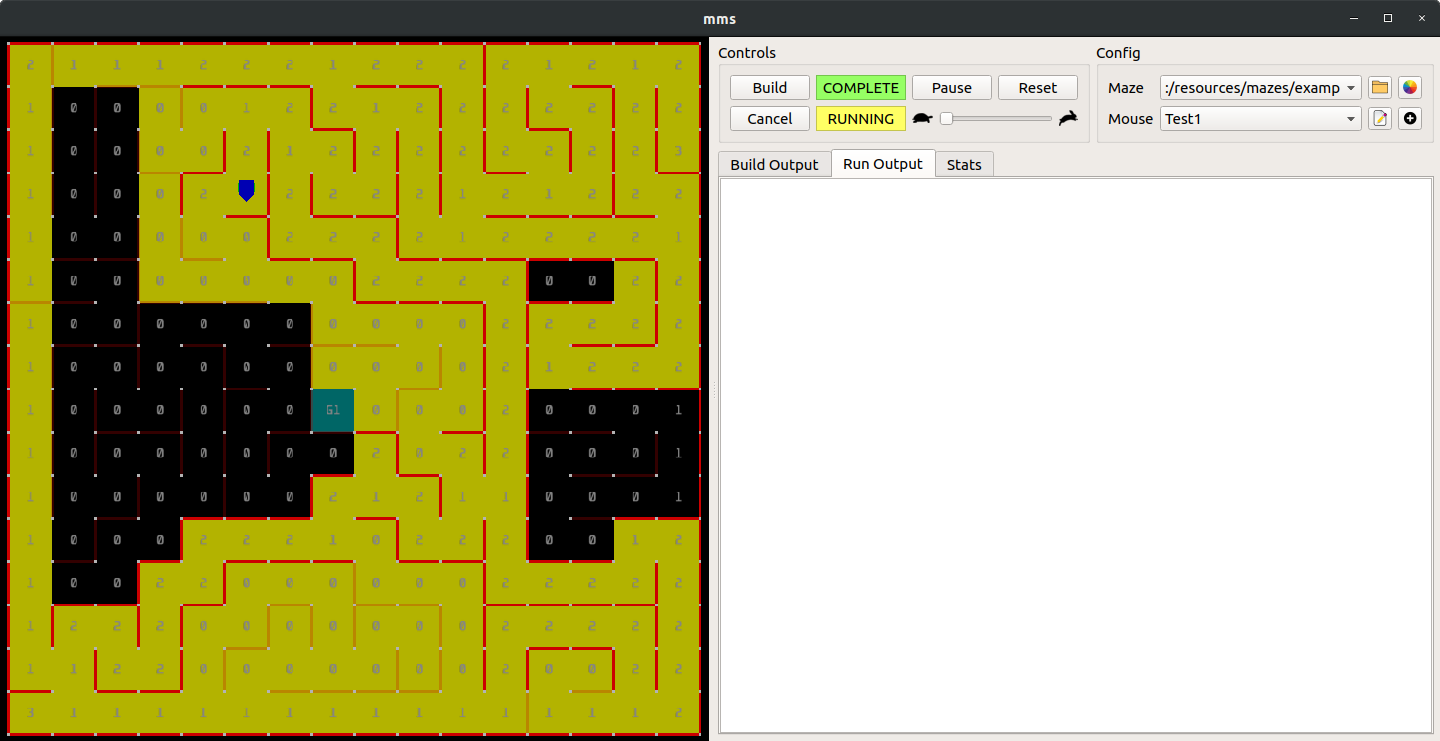 mms
Controls
Config
Build COMPLETE Pause Reset
Maze :/resources/mazes/examp
Cancel RUNNING
Mouse Test1
Build Output Run Output Stats
2 1 1 1 2 2 2 1 2 2 2 2 1 2 1 2
1 0 0 0 0 1 2 2 1 2 2 2 2 2 2 2
1 0 0 0 0 2 1 2 2 2 2 2 2 2 2 3
1 0 0 0 2 2 2 2 2 1 2 1 2 2 2
1 0 0 0 0 0 2 2 2 2 1 2 2 2 2 1
1 0 0 0 0 0 0 0 2 2 2 2 0 0 2 2
1 0 0 0 0 0 0 0 0 0 0 2 2 2 2 2
1 0 0 0 0 0 0 0 0 0 0 2 1 2 2 2
1 0 0 0 0 0 0 G1 0 0 0 2 0 0 0 1
1 0 0 0 0 0 0 0 2 0 2 2 0 0 0 1
1 0 0 0 0 0 0 2 1 2 1 1 0 0 0 1
1 0 0 0 2 2 2 1 0 2 2 2 0 0 1 2
1 0 0 2 2 0 0 0 0 0 0 2 2 2 2 2
1 2 2 2 0 0 0 0 0 0 0 2 2 2 2 2
1 1 2 2 0 0 0 0 0 0 0 2 0 0 2 2
3 1 1 1 1 1 1 1 1 1 1 1 1 1 1 2